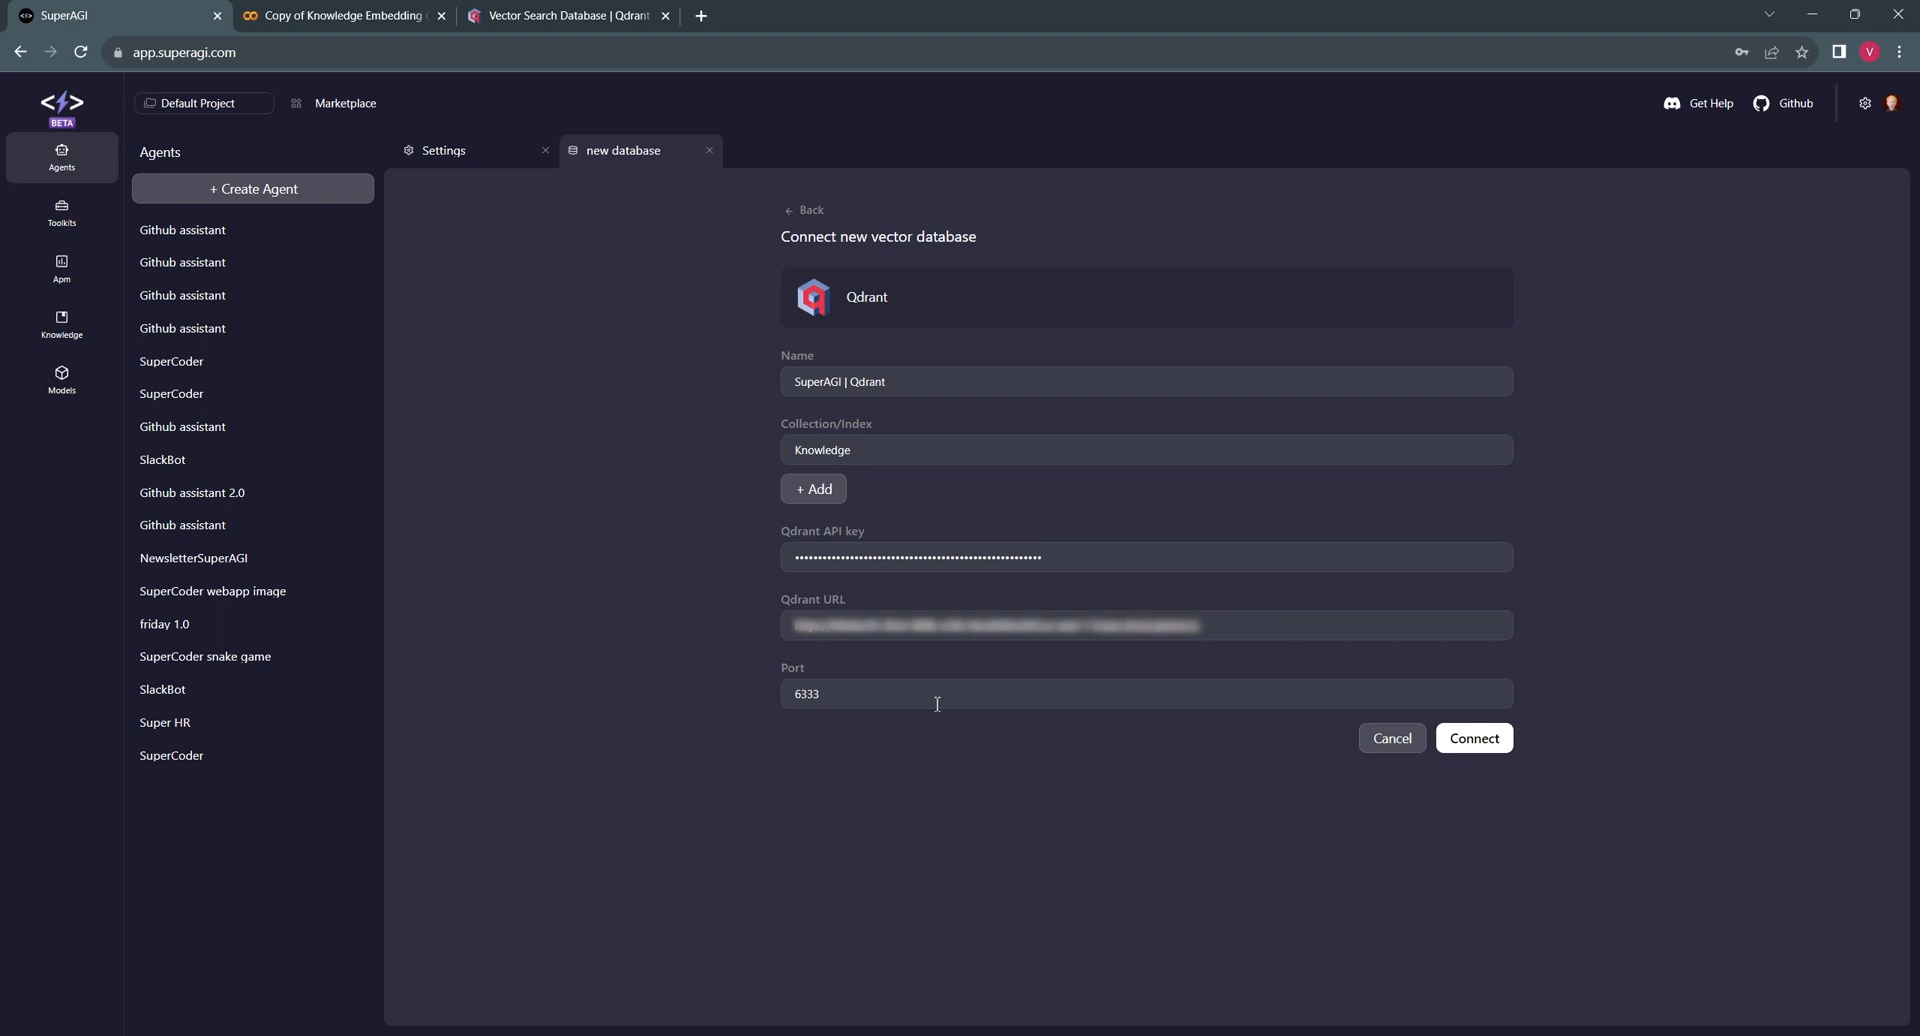 SuperAGI
Copy of Knowledge Embedding
Vector Search Database | Qdrant
app.superagi.com
V
BETA
Default Project
Marketplace
Get Help
Github
Agents
Toolkits
Apm
Knowledge
Models
Agents
+ Create Agent
Github assistant
Github assistant
Github assistant
Github assistant
SuperCoder
SuperCoder
Github assistant
SlackBot
Github assistant 2.0
Github assistant
NewsletterSuperAGI
SuperCoder webapp image
friday 1.0
SuperCoder snake game
SlackBot
Super HR
SuperCoder
Settings
new database
← Back
Connect new vector database
Qdrant
Name
SuperAGI | Qdrant
Collection/Index
Knowledge
+ Add
Qdrant API key
Qdrant URL
Port
6333
Cancel
Connect